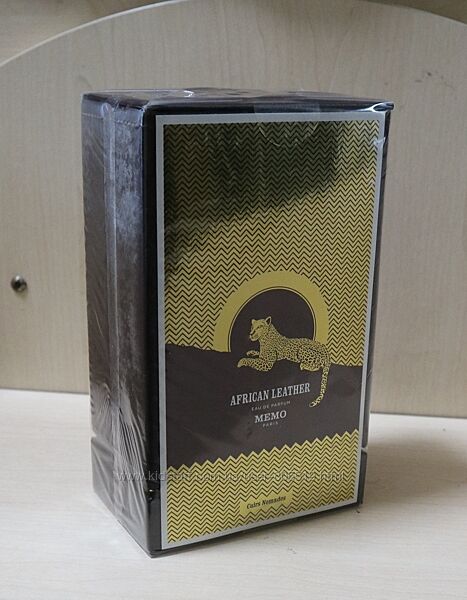 AFRICAN LEATHER
EAU DE PARFUM
MEMO
PARIS
Cuirs Nomades